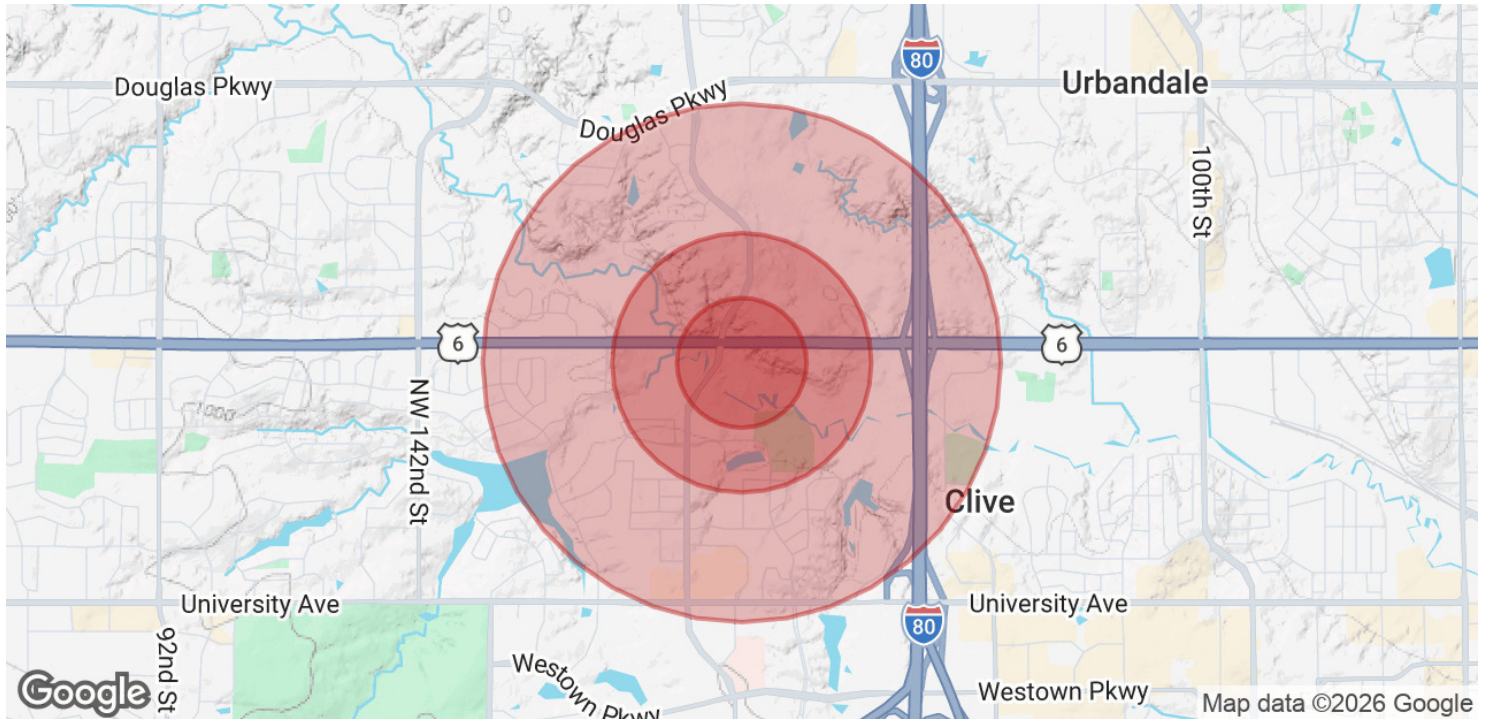 80
Douglas Pkwy
Urbandale
Douglas Pkwy
100th St
6
6
NW 142nd St
Clive
University Ave
University Ave
80
92nd St
Westown Pkwy
Westown Pkwy
Google
Map data ©2026 Google